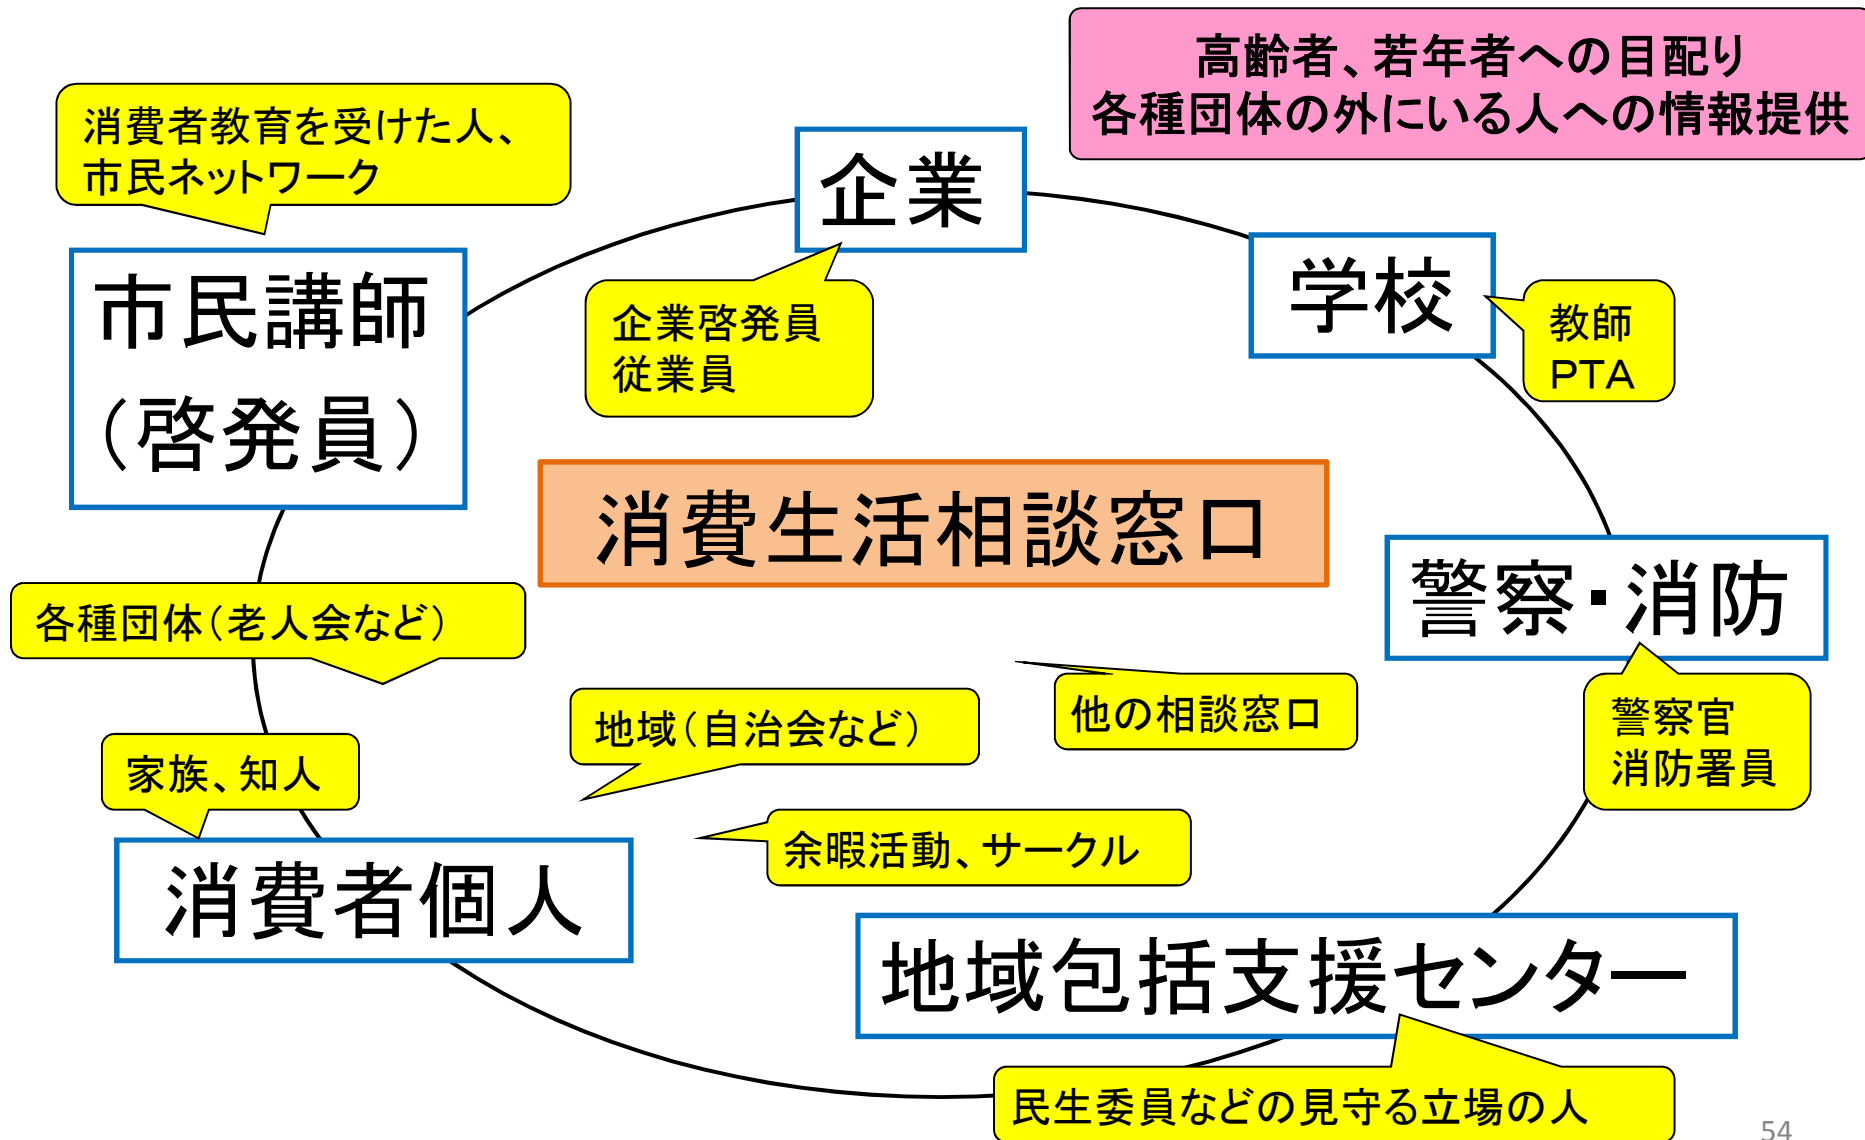 高齢者、若年者への目配り
各種団体の外にいる人への情報提供
消費者教育を受けた人、
市民ネットワーク
企業
学校
市民講師
（啓発員）
企業啓発員
従業員
教師
PTA
消費生活相談窓口
警察・消防
各種団体（老人会など）
他の相談窓口
地域（自治会など）
警察官
消防署員
家族、知人
余暇活動、サークル
消費者個人
地域包括支援センター
民生委員などの見守る立場の人
54